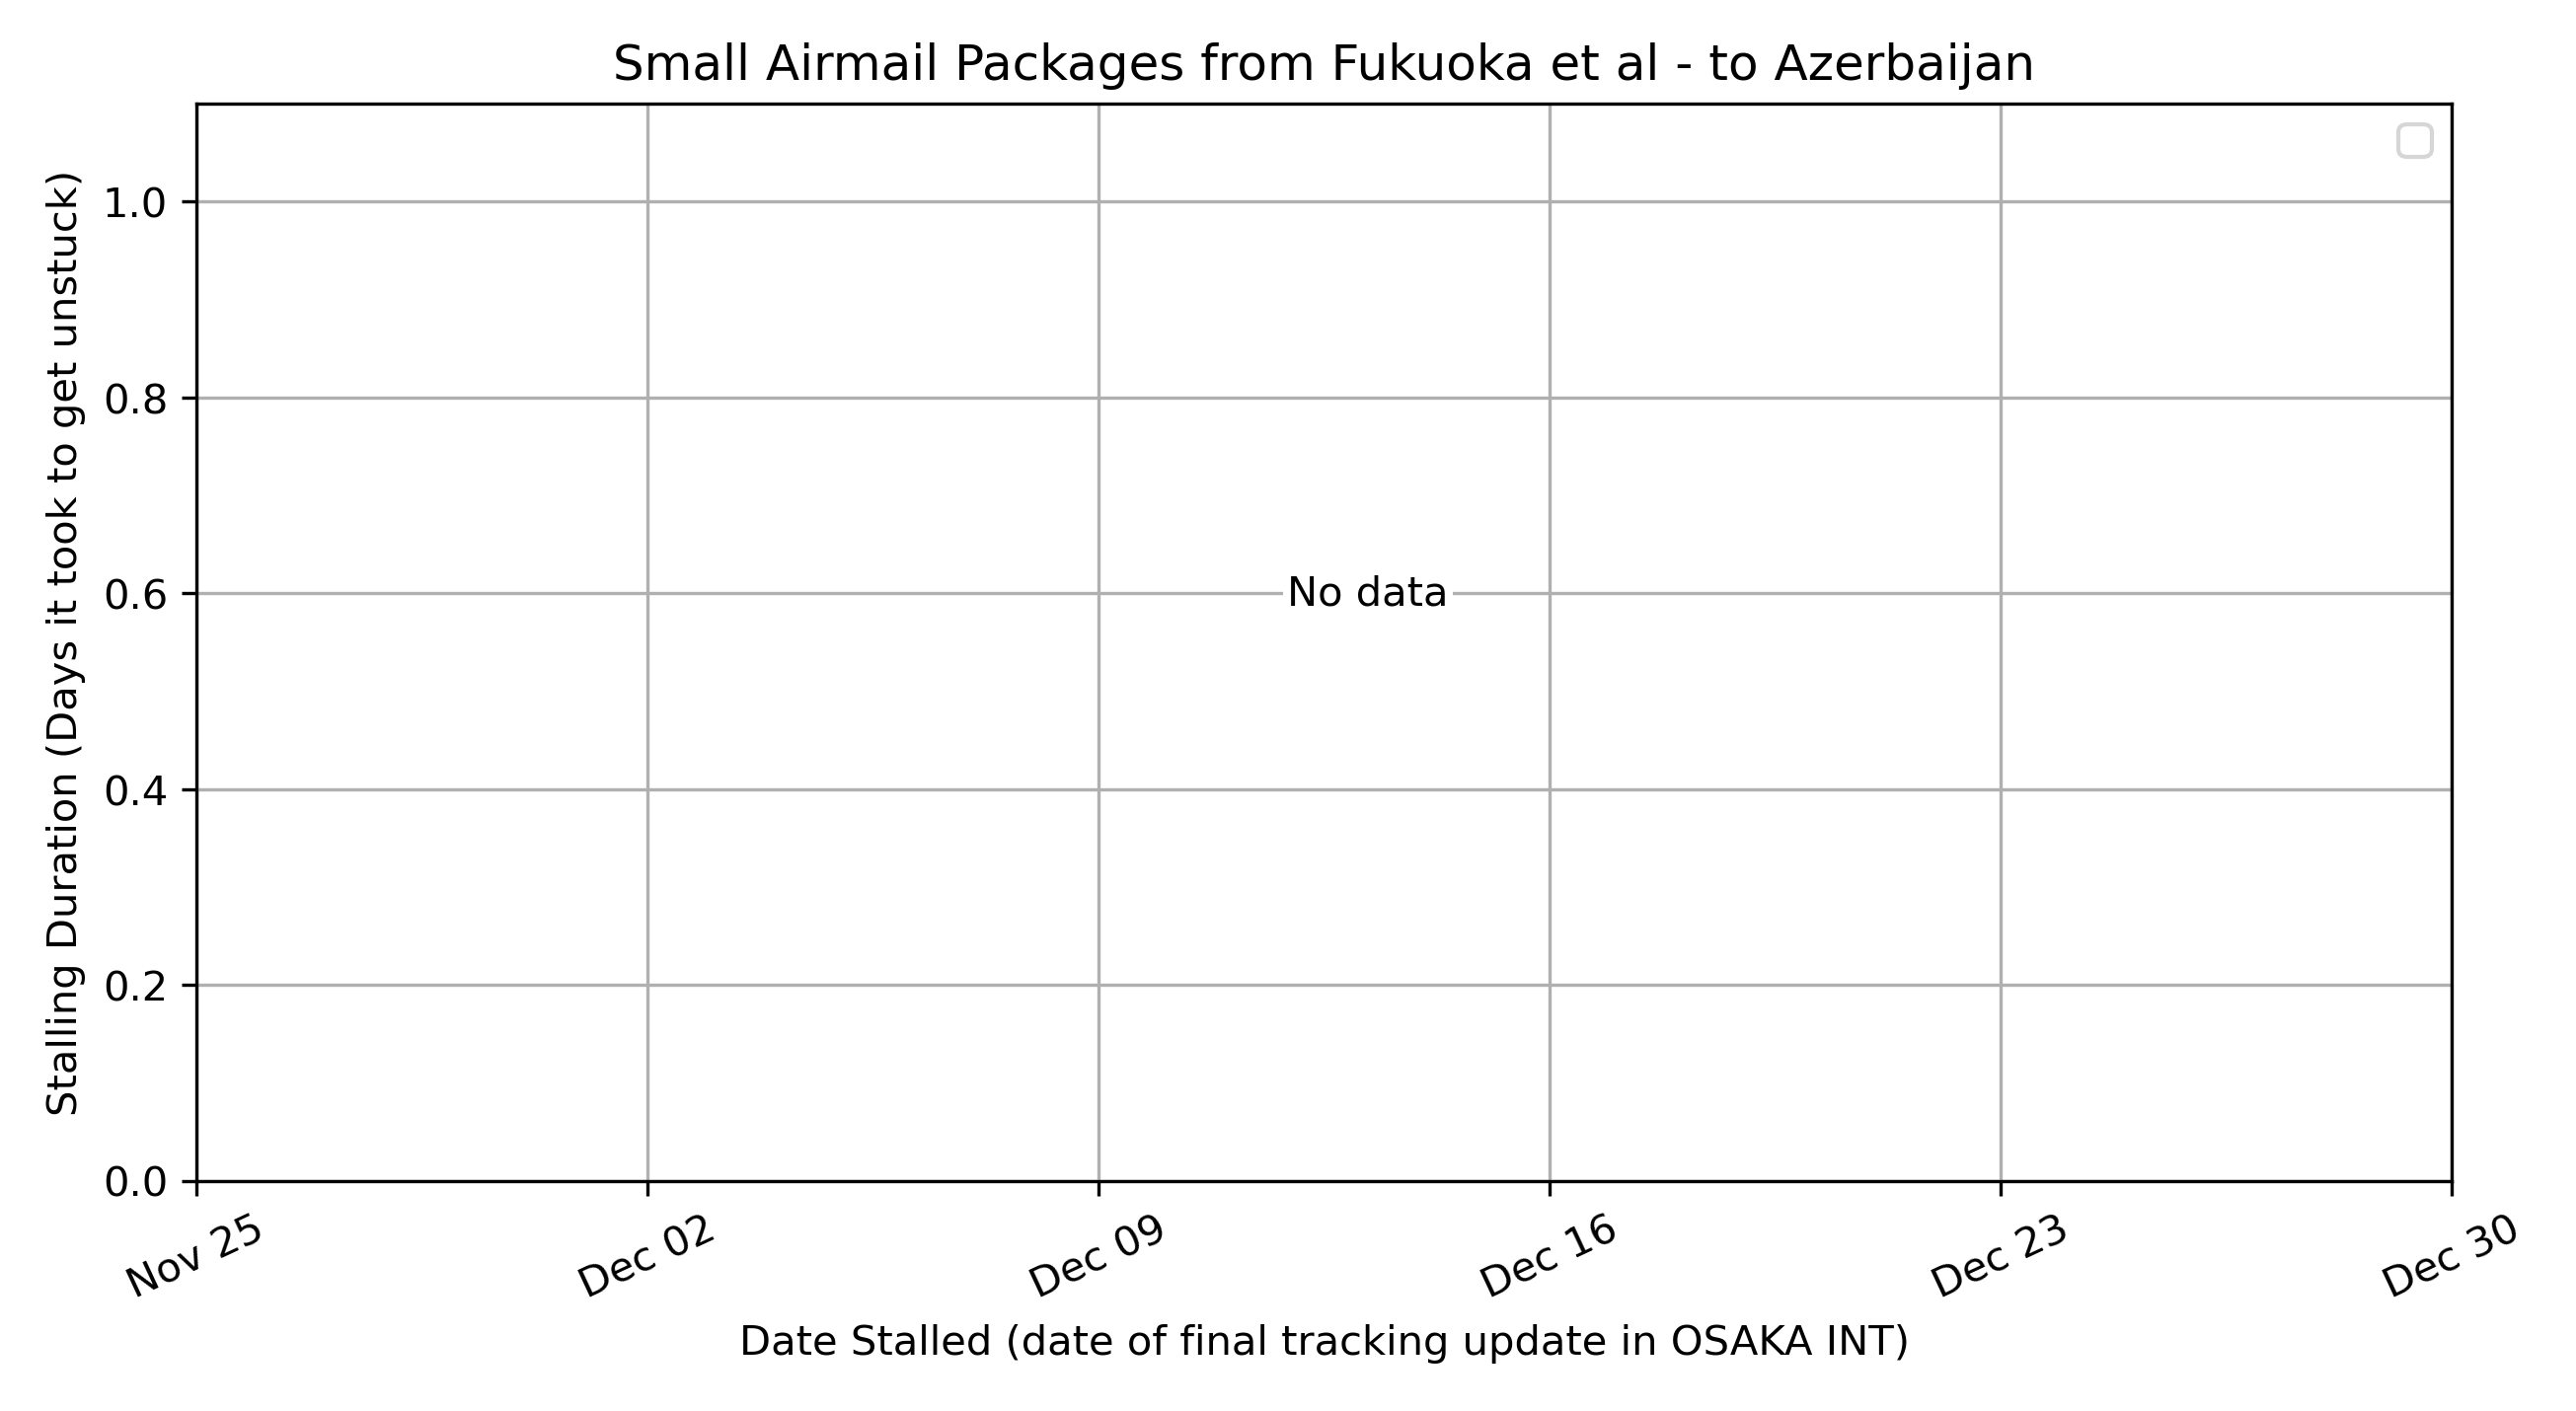 Small Airmail Packages from Fukuoka et al - to Azerbaijan
Stalling Duration (Days it took to get unstuck)
1.0
0.8
0.6
0.4
0.2
0.0
No data
Nov 25
Dec 02
Dec 09
Dec 16
Dec 23
Dec 30
Date Stalled (date of final tracking update in OSAKA INT)